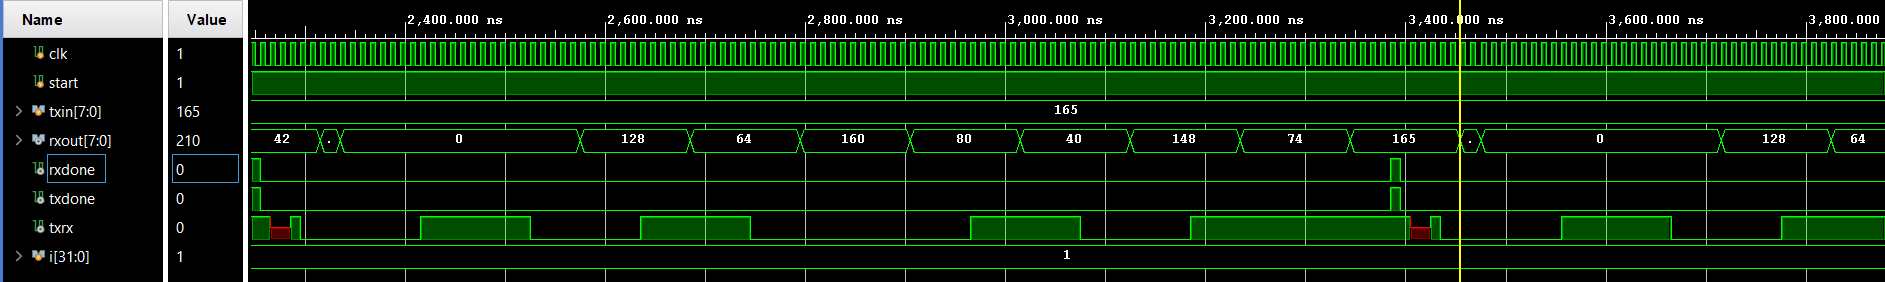 Name Value
2,400.000 ns 2,600.000 ns 2,800.000 ns 3,000.000 ns 3,200.000 ns 3,400.000 ns 3,600.000 ns 3,800.000
clk 1
start 1
txin[7:0] 165 165
rxout[7:0] 210 42 . 0 128 64 160 80 40 148 74 165 . 0 128 64
rxdone 0
txdone 0
txrx 0
i[31:0] 1 1